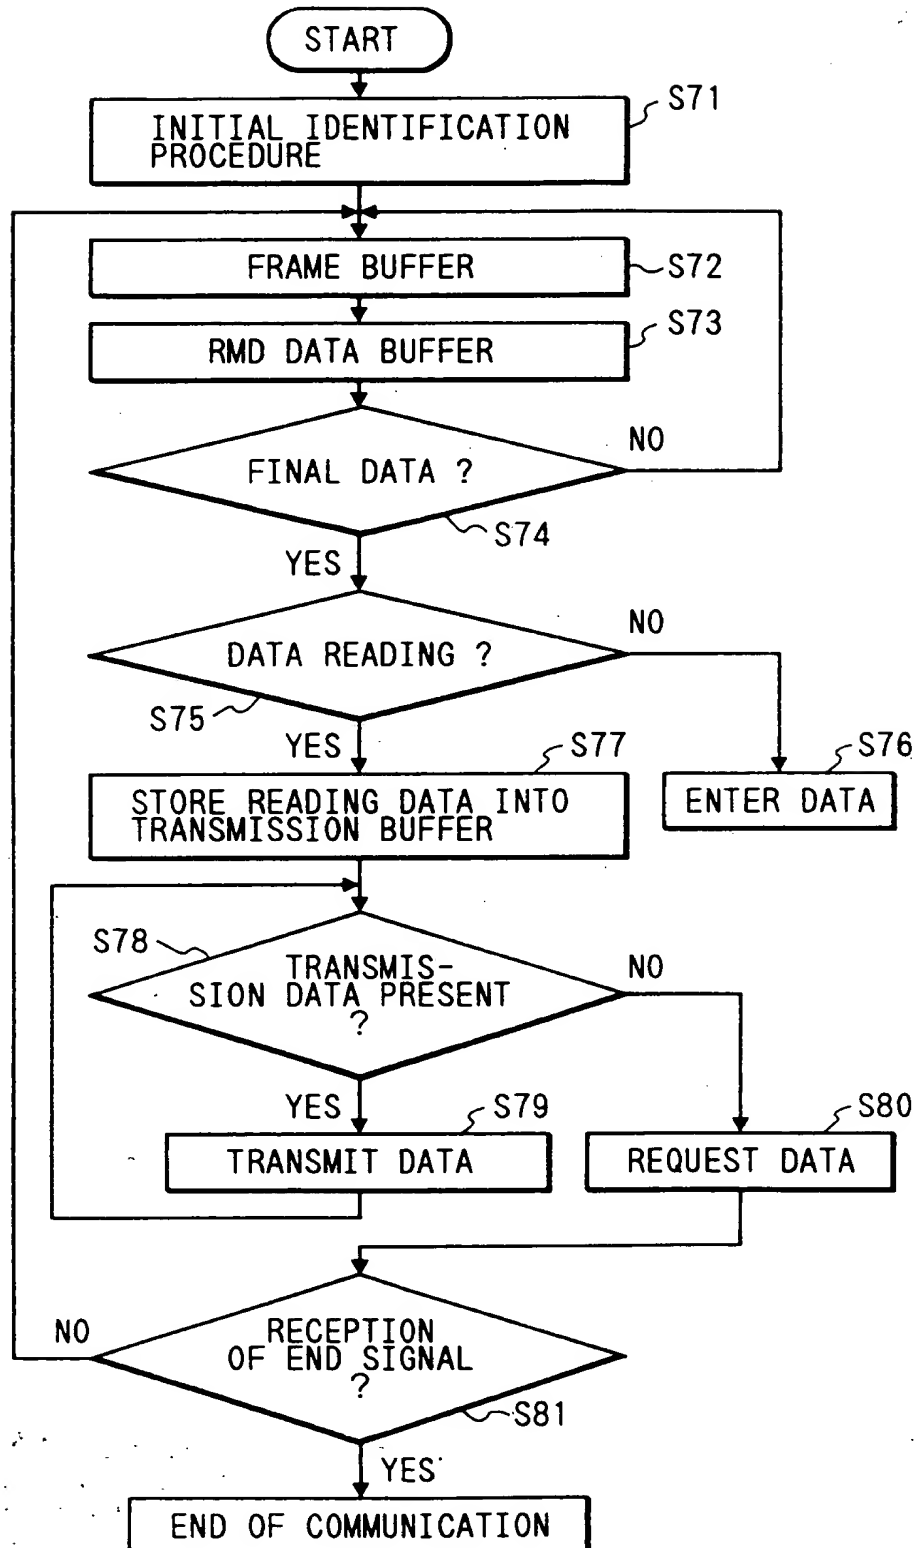 START
S71
INITIAL IDENTIFICATION
PROCEDURE
FRAME BUFFER
S72
S73
RMD DATA BUFFER
NO
FINAL DATA ?
S74
YES
NO
DATA READING ?
S75
YES
S77
S76
STORE READING DATA INTO
TRANSMISSION BUFFER
ENTER DATA
S78
TRANSMIS-
SION DATA PRESENT
?
NO
YES
S79
S80
TRANSMIT DATA
REQUEST DATA
NO
RECEPTION
OF END SIGNAL
?
S81
YES
END OF COMMUNICATION